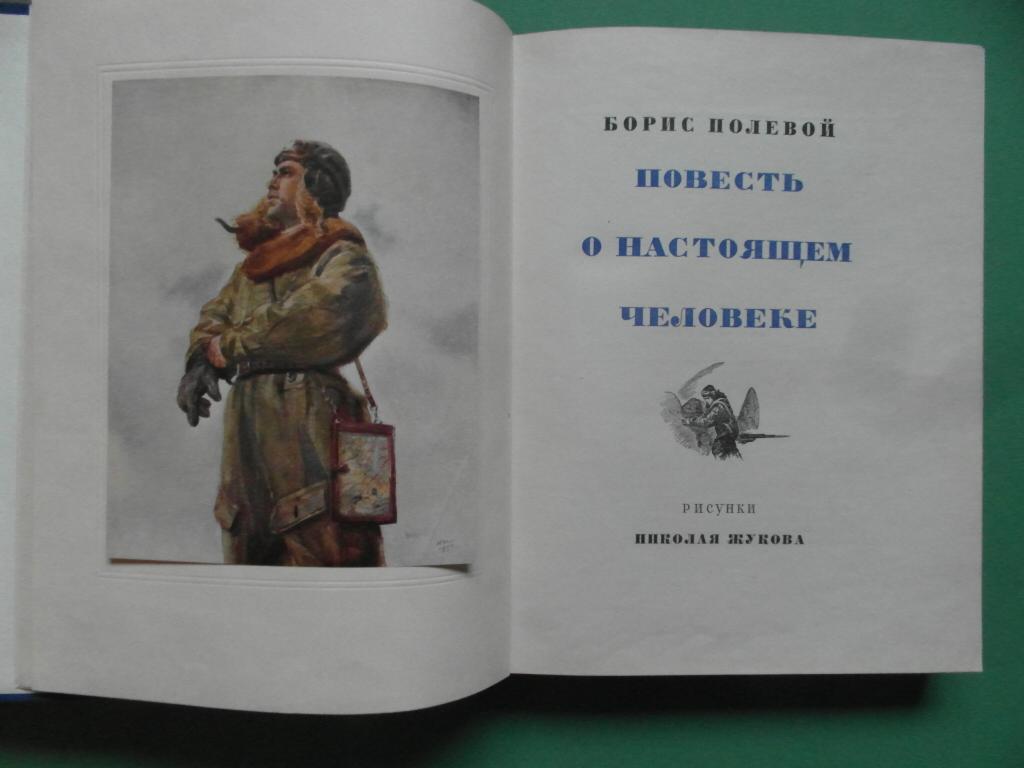 БОРИС ПОЛЕВОЙ
ПОВЕСТЬ
О НАСТОЯЩЕМ
ЧЕЛОВЕКЕ
РИСУНКИ
НИКОЛАЯ ЖУКОВА